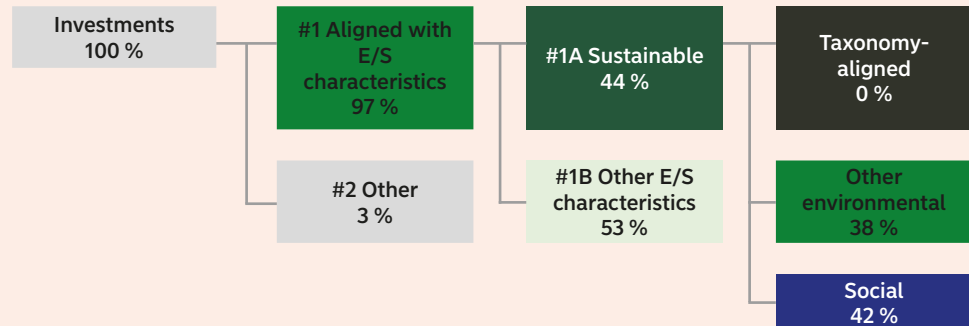 Investments
100 %
#1 Aligned with
E/S
characteristics
97 %
#1A Sustainable
44 %
Taxonomy-
aligned
0 %
#2 Other
3 %
#1B Other E/S
characteristics
53 %
Other
environmental
38 %
Social
42 %